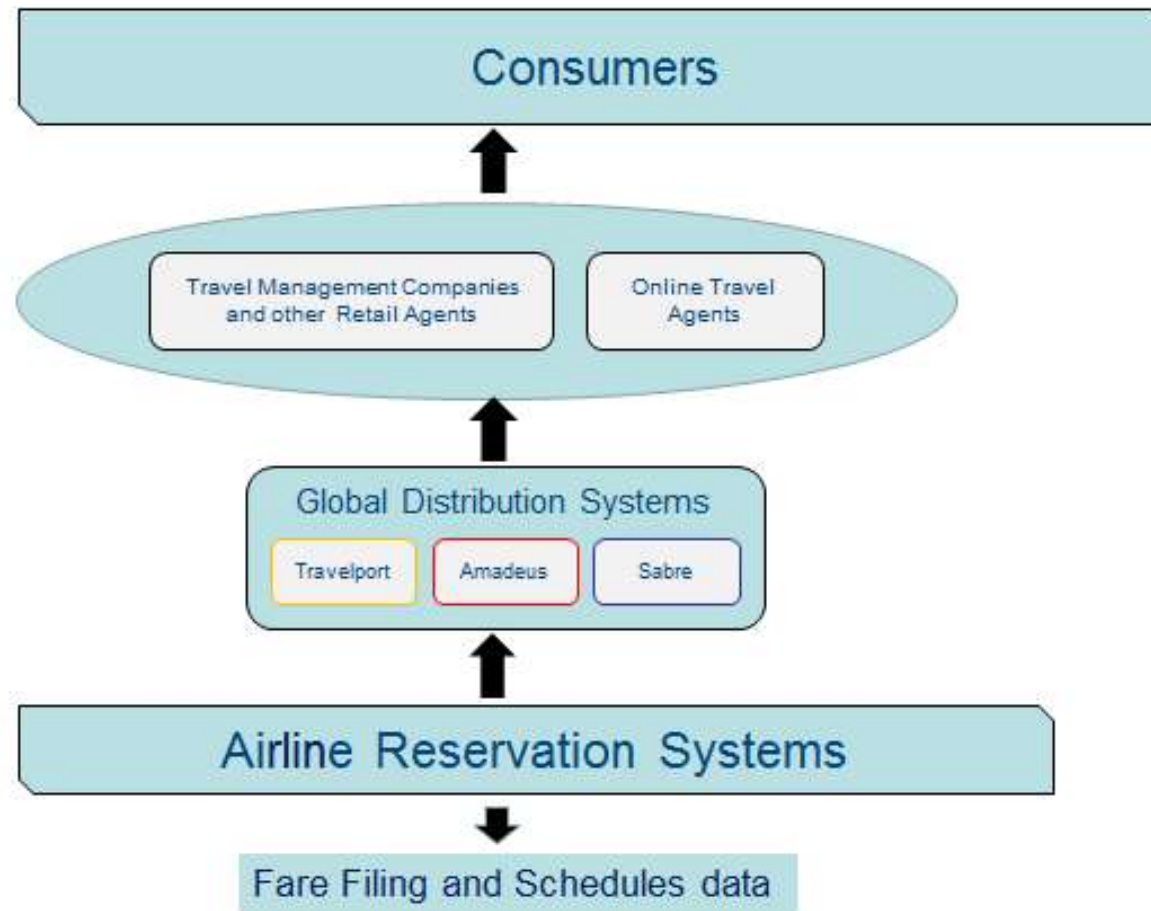 Consumers
Travel Management Companies
and other Retail Agents
Online Travel
Agents
Global Distribution Systems
Travelport
Amadeus
Sabre
Airline Reservation Systems
Fare Filing and Schedules data